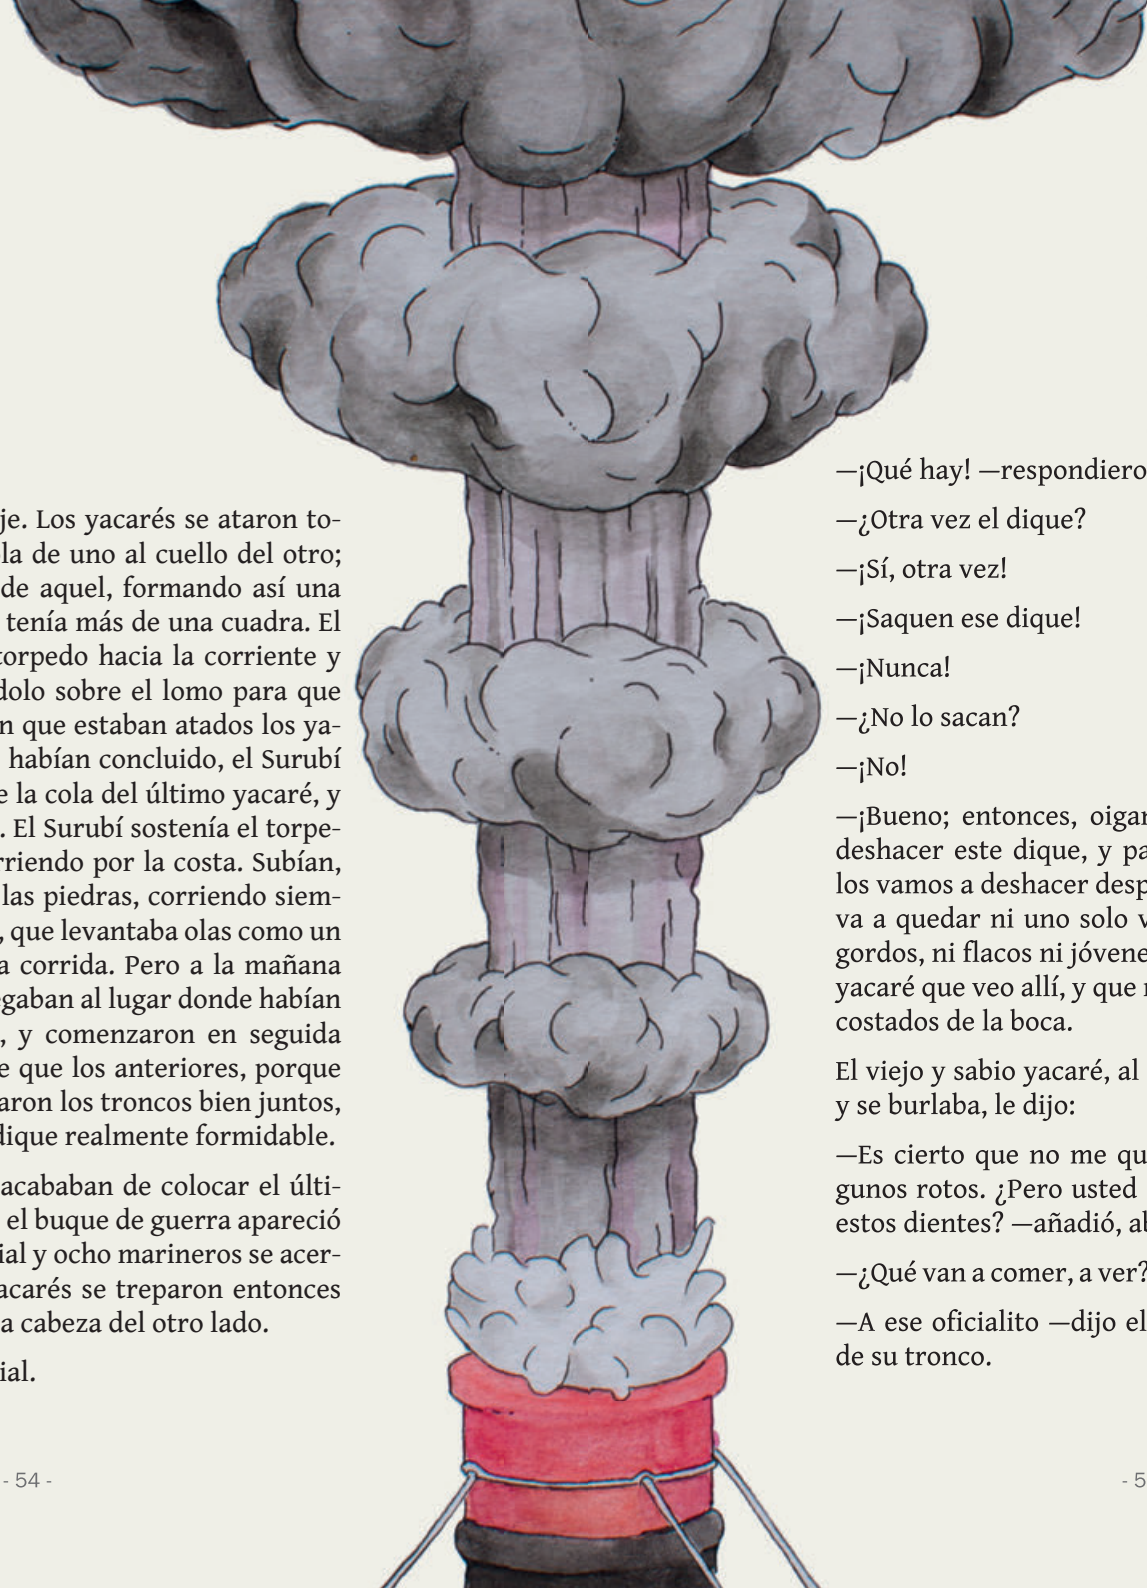 je. Los yacarés se ataron to-
la de uno al cuello del otro;
de aquel, formando así una
tenía más de una cuadra. El
torpedo hacia la corriente y
dolo sobre el lomo para que
n que estaban atados los ya-
habían concluido, el Surubí
e la cola del último yacaré, y
. El Surubí sostenía el torpe-
rriendo por la costa. Subían,
las piedras, corriendo siem-
, que levantaba olas como un
a corrida. Pero a la mañana
egaban al lugar donde habían
, y comenzaron en seguida
e que los anteriores, porque
aron los troncos bien juntos,
dique realmente formidable.
acababan de colocar el últi-
el buque de guerra apareció
ial y ocho marineros se acer-
acarés se treparon entonces
a cabeza del otro lado.
ial.
- 54 -
—¡Qué hay! —respondiero
—¿Otra vez el dique?
—¡Sí, otra vez!
—¡Saquen ese dique!
—¡Nunca!
—¿No lo sacan?
—¡No!
—¡Bueno; entonces, oigan
deshacer este dique, y pa
los vamos a deshacer desp
va a quedar ni uno solo v
gordos, ni flacos ni jóvene
yacaré que veo allí, y que
costados de la boca.
El viejo y sabio yacaré, al
y se burlaba, le dijo:
—Es cierto que no me qu
gunos rotos. ¿Pero usted
estos dientes? —añadió, ab
—¿Qué van a comer, a ver?
—A ese oficialito —dijo el
de su tronco.
- 5